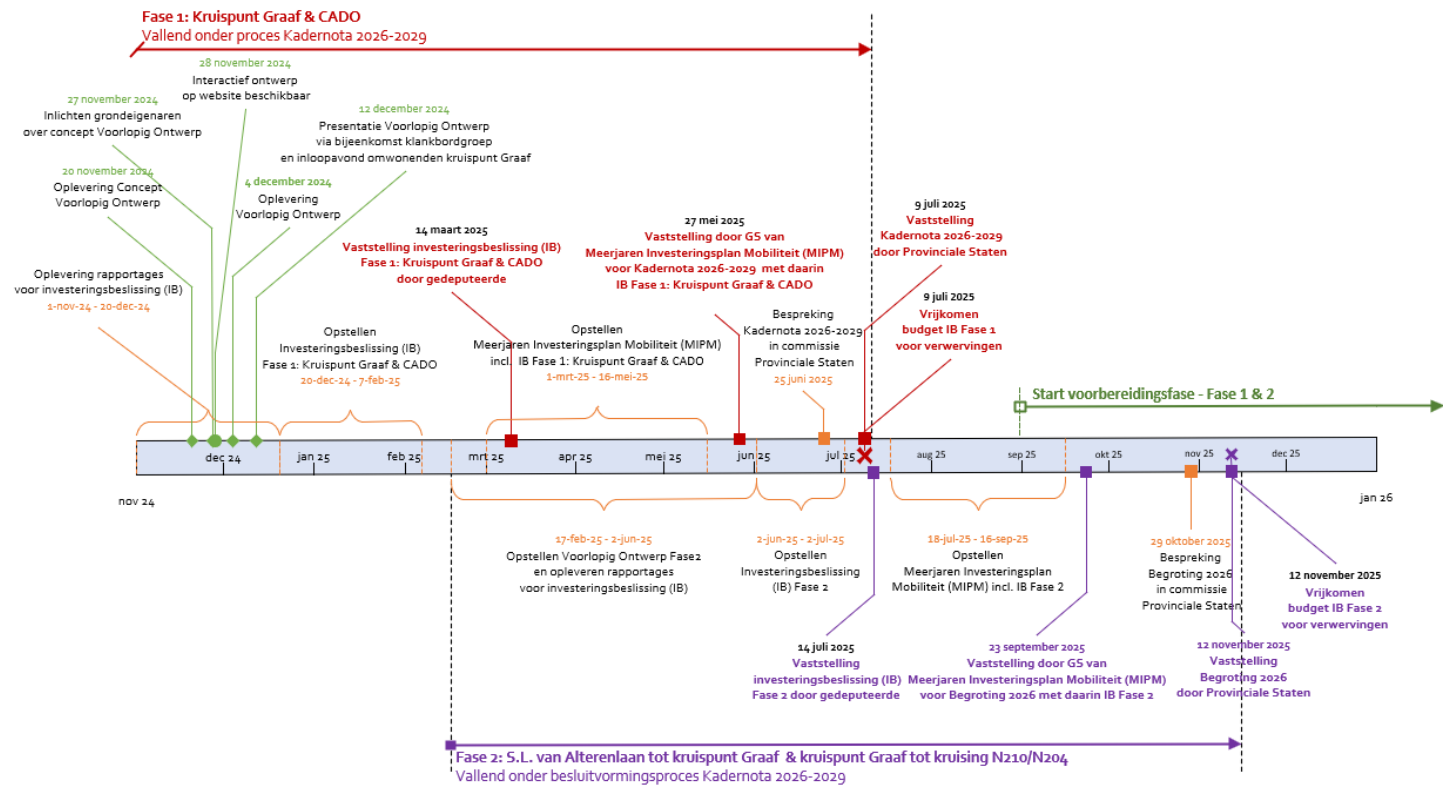 Fase 1: Kruispunt Graaf & CADO
Vallend onder proces Kadernota 2026-2029
28 november 2024
Interactief ontwerp
op website beschikbaar
27 november 2024
Inlichten grondeigenaren
over concept Voorlopig Ontwerp
12 december 2024
Presentatie Voorlopig Ontwerp
via bijeenkomst klankbordgroep
en inloopavond omwonenden kruispunt Graaf
20 november 2024
Oplevering Concept
Voorlopig Ontwerp
4 december 2024
Oplevering
Voorlopig Ontwerp
Oplevering rapportages
voor investeringsbeslissing (IB)
1-nov-24 - 20-dec-24
14 maart 2025
Vaststelling investeringsbeslissing (IB)
Fase 1: Kruispunt Graaf & CADO
door gedeputeerde
27 mei 2025
Vaststelling door GS van
Meerjaren Investeringsplan Mobiliteit (MIPM)
voor Kadernota 2026-2029 met daarin
IB Fase 1: Kruispunt Graaf & CADO
9 juli 2025
Vaststelling
Kadernota 2026-2029
door Provinciale Staten
9 juli 2025
Vrijkomen
budget IB Fase 1
voor verwervingen
Opstellen
Investeringsbeslissing (IB)
Fase 1: Kruispunt Graaf & CADO
20-dec-24 - 7-feb-25
Opstellen
Meerjaren Investeringsplan Mobiliteit (MIPM)
incl. IB Fase 1: Kruispunt Graaf & CADO
1-mrt-25 - 16-mei-25
Bespreking
Kadernota 2026-2029
in commissie
Provinciale Staten
25 juni 2025
Start voorbereidingsfase - Fase 1 & 2
dec 24
jan 25
feb 25
mrt 25
apr 25
mei 25
jun 25
jul 25
aug 25
sep 25
okt 25
nov 25
dec 25
nov 24
jan 26
17-feb-25 - 2-jun-25
Opstellen Voorlopig Ontwerp Fase2
en opleveren rapportages
voor investeringsbeslissing (IB)
2-jun-25 - 2-jul-25
Opstellen
Investeringsbeslissing
(IB) Fase 2
18-jul-25 - 16-sep-25
Opstellen
Meerjaren Investeringsplan
Mobiliteit (MIPM) incl. IB Fase 2
29 oktober 2025
Bespreking
Begroting 2026
in commissie
Provinciale Staten
12 november 2025
Vrijkomen
budget IB Fase 2
voor verwervingen
14 juli 2025
Vaststelling
investeringsbeslissing (IB)
Fase 2 door gedeputeerde
23 september 2025
Vaststelling door GS van
Meerjaren Investeringsplan Mobiliteit (MIPM)
voor Begroting 2026 met daarin IB Fase 2
12 november 2025
Vaststelling
Begroting 2026
door Provinciale Staten
Fase 2: S.L. van Alterenlaan tot kruispunt Graaf & kruispunt Graaf tot kruising N210/N204
Vallend onder besluitvormingsproces Kadernota 2026-2029